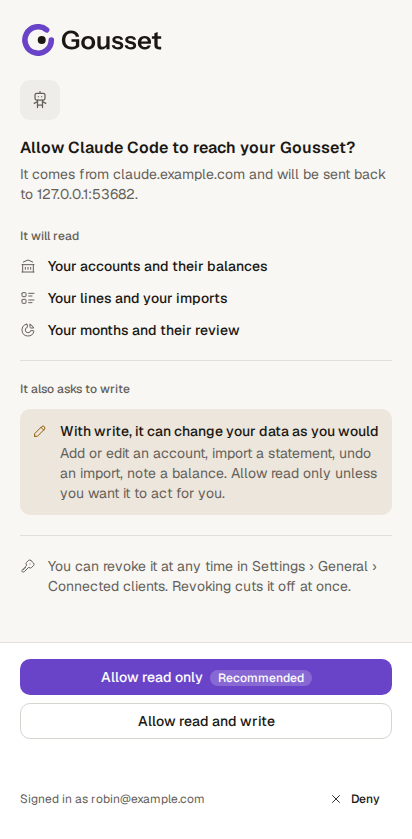 Gousset
Allow Claude Code to reach your Gousset?
It comes from claude.example.com and will be sent back
to 127.0.0.1:53682.
It will read
Your accounts and their balances
Your lines and your imports
Your months and their review
It also asks to write
With write, it can change your data as you would
Add or edit an account, import a statement, undo
an import, note a balance. Allow read only unless
you want it to act for you.
You can revoke it at any time in Settings › General ›
Connected clients. Revoking cuts it off at once.
Allow read only Recommended
Allow read and write
Signed in as robin@example.com Deny